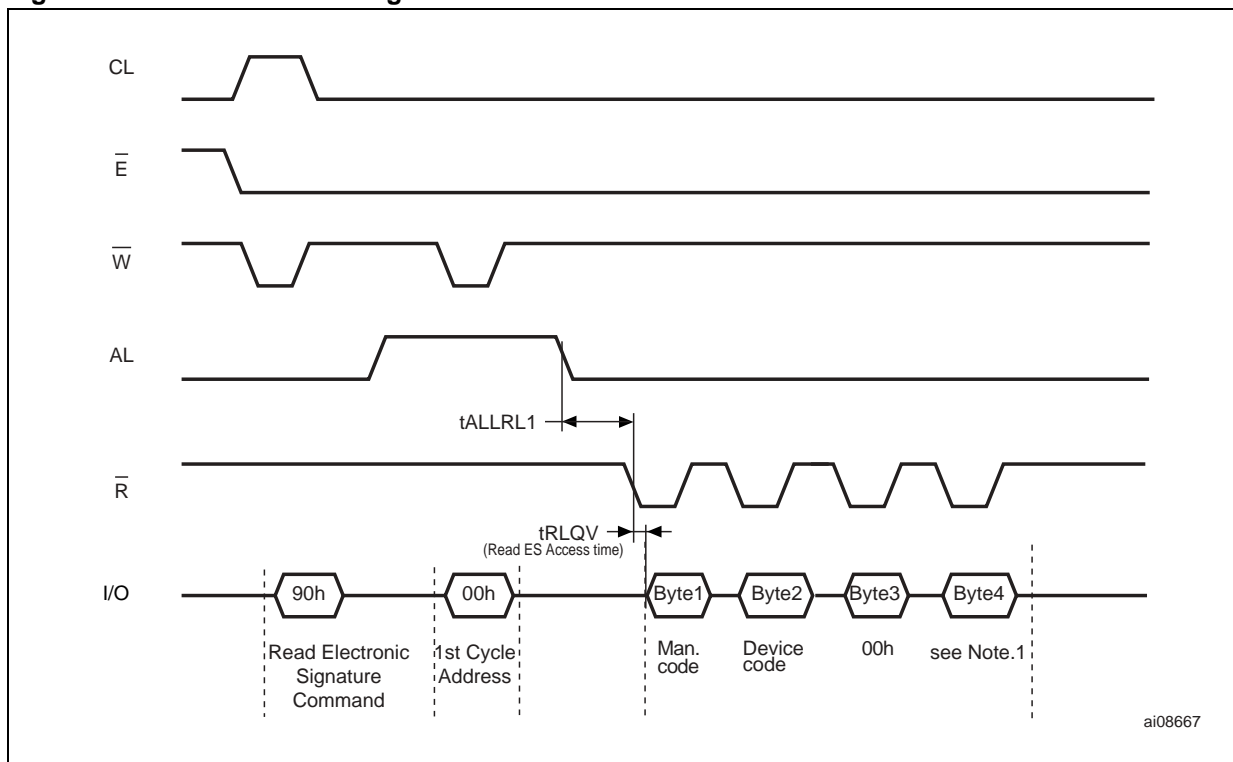 CL
E
W
AL
tALLRL1
R
tRLQV
(Read ES Access time)
I/O
90h
00h
Byte1
Byte2
Byte3
Byte4
Read Electronic
Signature
Command
1st Cycle
Address
Man.
code
Device
code
00h
see Note.1
ai08667